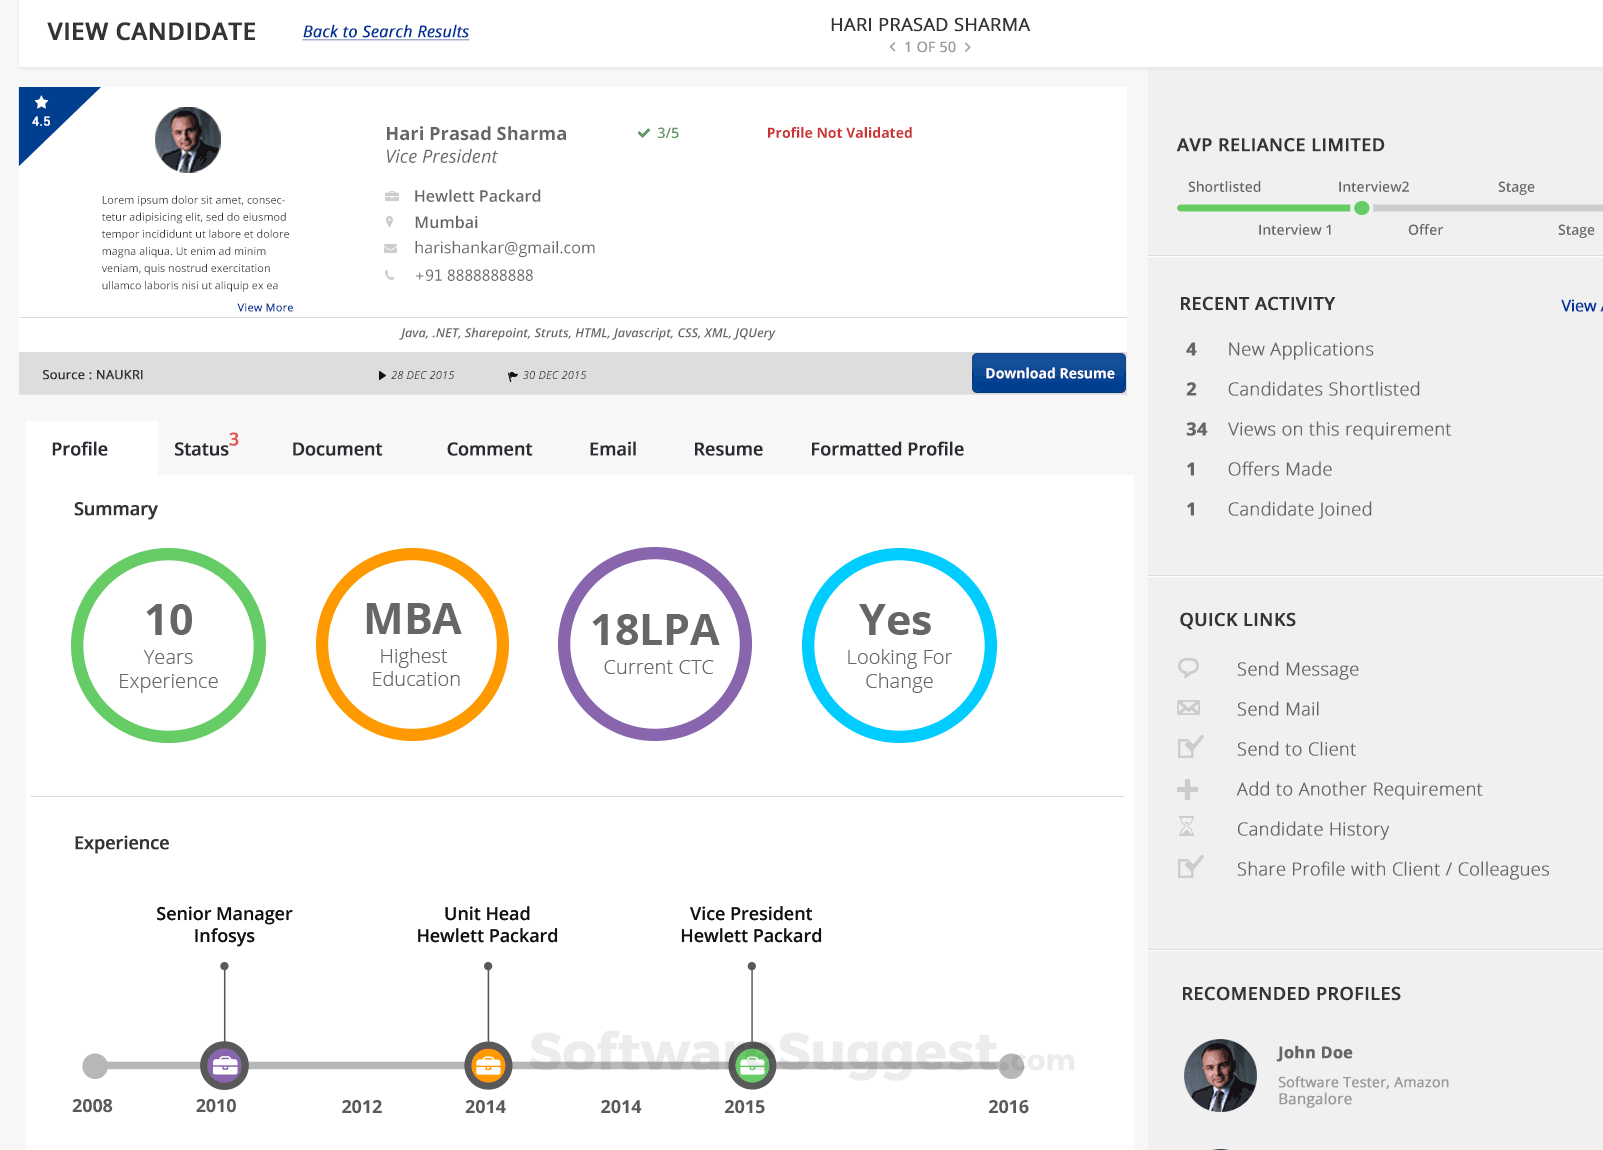 VIEW CANDIDATE
Back to Search Results
HARI PRASAD SHARMA
< 1 OF 50 >
4.5
Lorem ipsum dolor sit amet, consec-
tetur adipisicing elit, sed do eiusmod
tempor incididunt ut labore et dolore
magna aliqua. Ut enim ad minim
veniam, quis nostrud exercitation
ullamco laboris nisi ut aliquip ex ea
View More
Hari Prasad Sharma
Vice President
3/5
Profile Not Validated
Hewlett Packard
Mumbai
harishankar@gmail.com
+91 8888888888
Java, .NET, Sharepoint, Struts, HTML, Javascript, CSS, XML, JQUery
Source : NAUKRI
28 DEC 2015
30 DEC 2015
Download Resume
Profile
Status 3
Document
Comment
Email
Resume
Formatted Profile
Summary
10
Years
Experience
MBA
Highest
Education
18LPA
Current CTC
Yes
Looking For
Change
Experience
Senior Manager
Infosys
Unit Head
Hewlett Packard
Vice President
Hewlett Packard
SoftwareSuggest.com
2008
2010
2012
2014
2014
2015
2016
AVP RELIANCE LIMITED
Shortlisted
Interview2
Stage
Interview 1
Offer
Stage
RECENT ACTIVITY
View
4 New Applications
2 Candidates Shortlisted
34 Views on this requirement
1 Offers Made
1 Candidate Joined
QUICK LINKS
Send Message
Send Mail
Send to Client
Add to Another Requirement
Candidate History
Share Profile with Client / Colleagues
RECOMENDED PROFILES
John Doe
Software Tester, Amazon
Bangalore